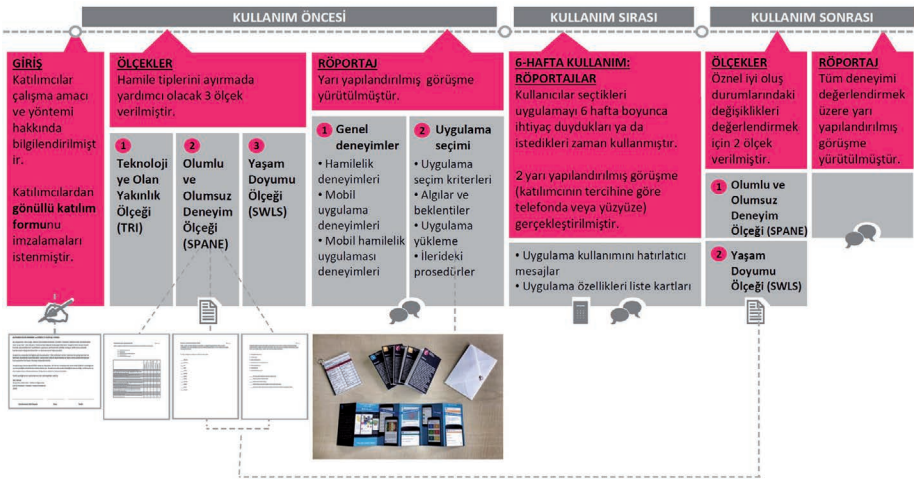 KULLANIM ÖNCESİ
KULLANIM SIRASI
KULLANIM SONRASI
GİRİŞ
Katılımcılar
çalışma amacı
ve yöntemi
hakkında
bilgilendirilmişt
ir.
Katılımcılardan
gönüllü katılım
formunu
imzalamaları
istenmiştir.
ÖLÇEKLER
Hamile tiplerini ayırmada
yardımcı olacak 3 ölçek
verilmiştir.
1
Teknoloji
ye Olan
Yakınlık
Ölçeği
(TRI)
2
Olumlu
ve
Olumsuz
Deneyim
Ölçeği
(SPANE)
3
Yaşam
Doyumu
Ölçeği
(SWLS)
RÖPORTAJ
Yarı yapılandırılmış görüşme
yürütülmüştür.
1 Genel
deneyimler
• Hamilelik
deneyimleri
• Mobil
uygulama
deneyimleri
• Mobil hamilelik
uygulaması
deneyimleri
2 Uygulama
seçimi
• Uygulama
seçim kriterleri
• Algılar ve
beklentiler
• Uygulama
yükleme
• İlerideki
prosedürler
6-HAFTA KULLANIM:
RÖPORTAJLAR
Kullanıcılar seçtikleri
uygulamayı 6 hafta boyunca
ihtiyaç duydukları ya da
istedikleri zaman kullanmıştır.
2 yarı yapılandırılmış görüşme
(katılımcının tercihine göre
telefonda veya yüzyüze)
gerçekleştirilmiştir.
• Uygulama kullanımını hatırlatıcı
mesajlar
• Uygulama özellikleri liste kartları
ÖLÇEKLER
Öznel iyi oluş
durumlarındaki
değişiklikleri
değerlendirmek
için 2 ölçek
verilmiştir.
1 Olumlu ve
Olumsuz
Deneyim
Ölçeği (SPANE)
2 Yaşam
Doyumu
Ölçeği (SWLS)
RÖPORTAJ
Tüm deneyimi
değerlendirmek
üzere yarı
yapılandırılmış
görüşme
yürütülmüştür.